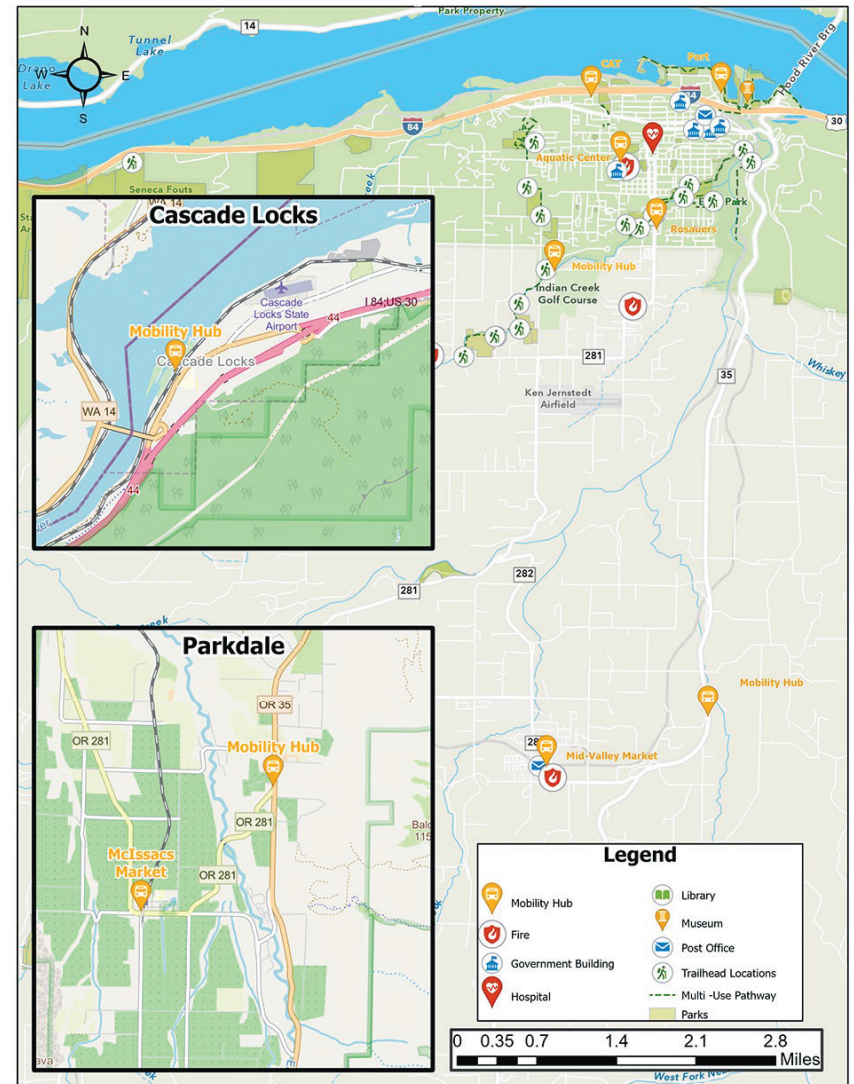 Park Property
14
N
W
E
S
Tunnel
Lake
Drano
Lake
CAT
Port
Hood River Brg
84
84
30
Aquatic Center
Seneca Fouts
Park
Rosauers
Mobility Hub
Indian Creek
Golf Course
281
Ken Jernstedt
Airfield
35
Whiskey
Cascade Locks
WA 14
Cascade
Locks State
Airport
I 84;US 30
44
Mobility Hub
Cascade Locks
WA 14
44
281
282
Mobility Hub
Mid-Valley Market
Parkdale
OR 35
OR 281
Mobility Hub
OR 281
McIssacs
Market
OR 281
Legend
Mobility Hub
Fire
Government Building
Hospital
Library
Museum
Post Office
Trailhead Locations
Multi -Use Pathway
Parks
0 0.35 0.7 1.4 2.1 2.8
Miles